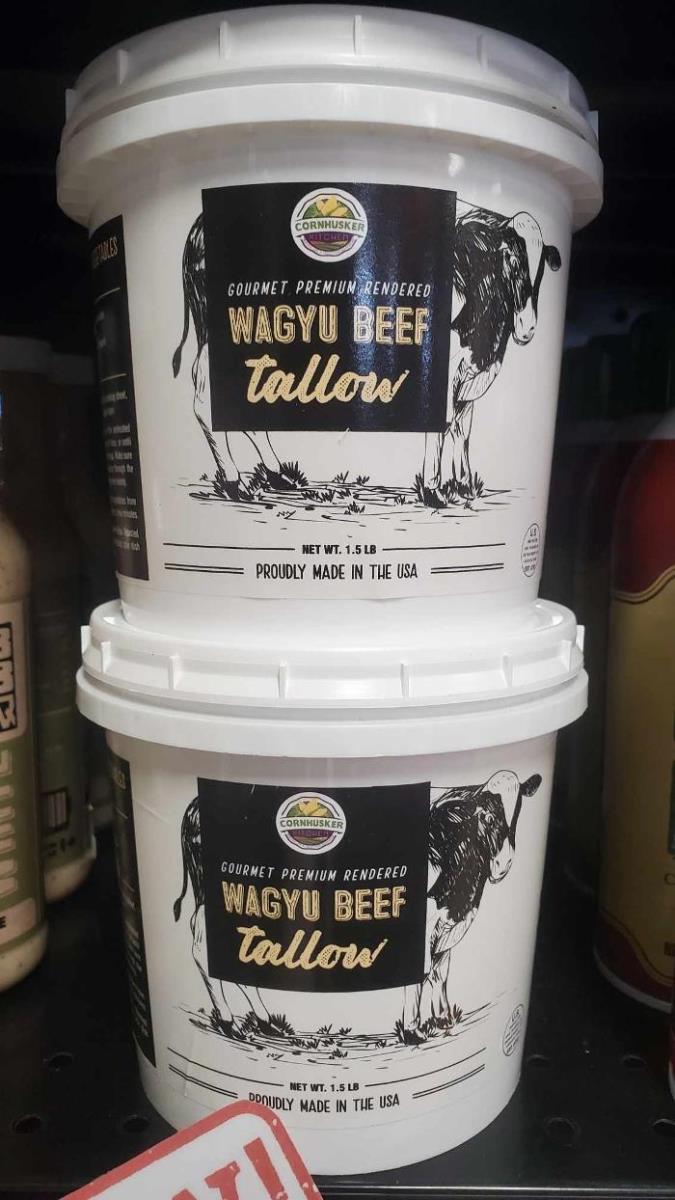 CORNHUSKER
KITCHEN
GOURMET PREMIUM RENDERED
WAGYU BEEF
tallow
NET WT. 1.5 LB
PROUDLY MADE IN THE USA
CORNHUSKER
KITCHEN
GOURMET PREMIUM RENDERED
WAGYU BEEF
tallow
NET WT. 1.5 LB
PROUDLY MADE IN THE USA